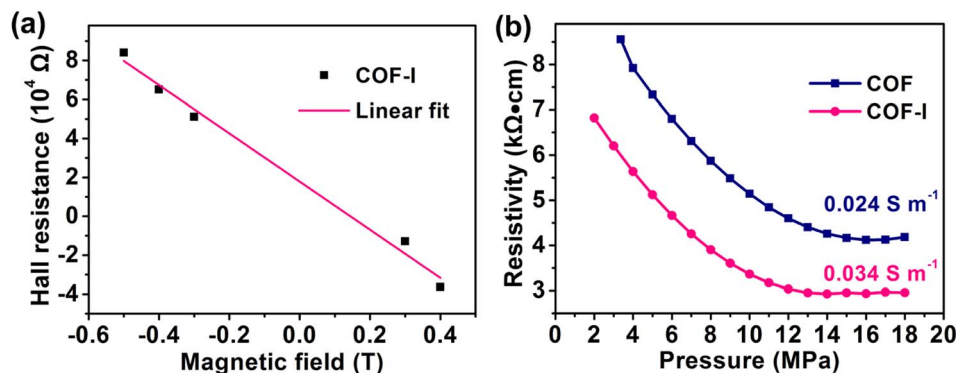 (a)
Hall resistance (10⁴ Ω)
8
6
4
2
0
-2
-4
COF-I
Linear fit
-0.6 -0.4 -0.2 0.0 0.2 0.4 0.6
Magnetic field (T)
(b)
Resistivity (kΩ•cm)
8
7
6
5
4
3
COF
COF-I
0.024 S m⁻¹
0.034 S m⁻¹
0 2 4 6 8 10 12 14 16 18 20
Pressure (MPa)